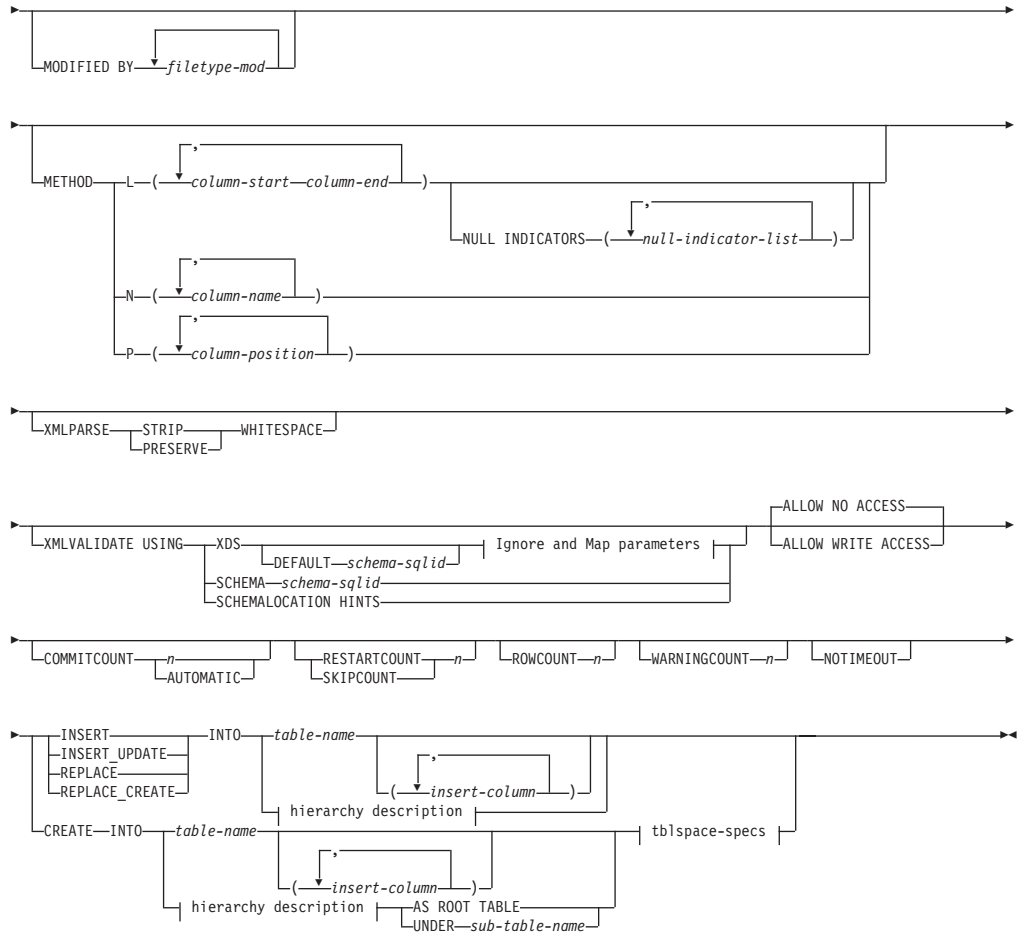 MODIFIED BY filetype-mod
,
METHOD L ( column-start column-end )
,
NULL INDICATORS ( null-indicator-list )
,
N ( column-name )
,
P ( column-position )
XMLPARSE STRIP WHITESPACE
PRESERVE
ALLOW NO ACCESS
XMLVALIDATE USING XDS Ignore and Map parameters ALLOW WRITE ACCESS
DEFAULT schema-sqlid
SCHEMA schema-sqlid
SCHEMALOCATION HINTS
COMMITCOUNT n RESTARTCOUNT n ROWCOUNT n WARNINGCOUNT n NOTIMEOUT
AUTOMATIC SKIPCOUNT
INSERT INTO table-name
INSERT_UPDATE ,
REPLACE ( insert-column )
REPLACE_CREATE
hierarchy description
CREATE INTO table-name tblspace-specs
,
( insert-column )
hierarchy description AS ROOT TABLE
UNDER sub-table-name